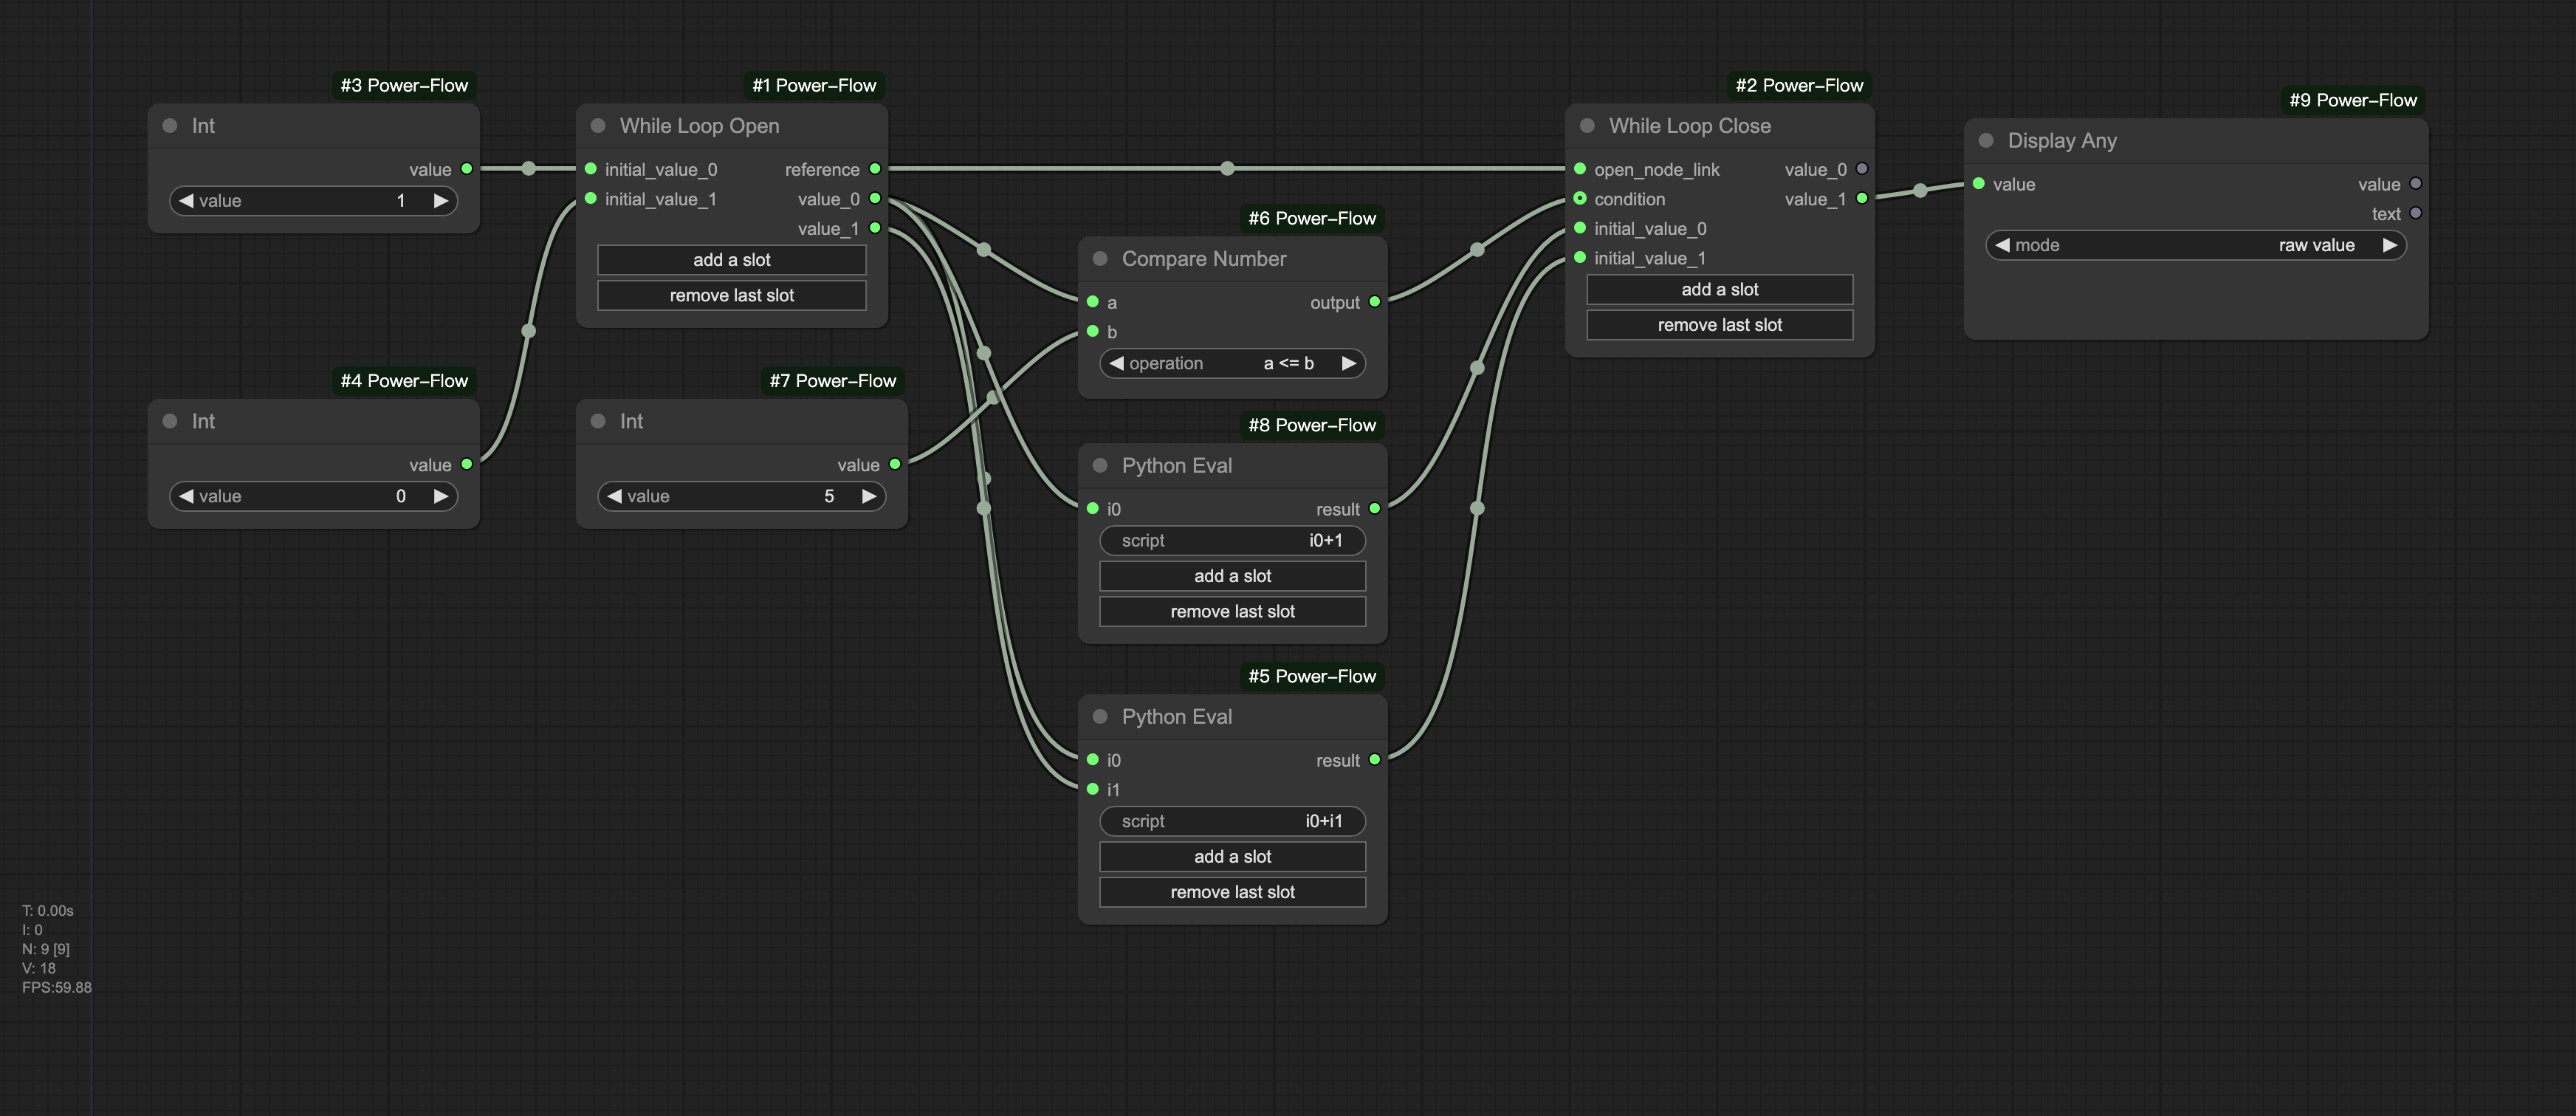 #3 Power-Flow
Int
value
value 1
#4 Power-Flow
Int
value
value 0
#1 Power-Flow
While Loop Open
initial_value_0 reference
initial_value_1 value_0
value_1
add a slot
remove last slot
#7 Power-Flow
Int
value
value 5
#6 Power-Flow
Compare Number
a output
b
operation a <= b
#8 Power-Flow
Python Eval
i0 result
script i0+1
add a slot
remove last slot
#5 Power-Flow
Python Eval
i0 result
i1
script i0+i1
add a slot
remove last slot
#2 Power-Flow
While Loop Close
open_node_link value_0
condition value_1
initial_value_0
initial_value_1
add a slot
remove last slot
#9 Power-Flow
Display Any
value value
text
mode raw value
T: 0.00s
I: 0
N: 9 [9]
V: 18
FPS:59.88